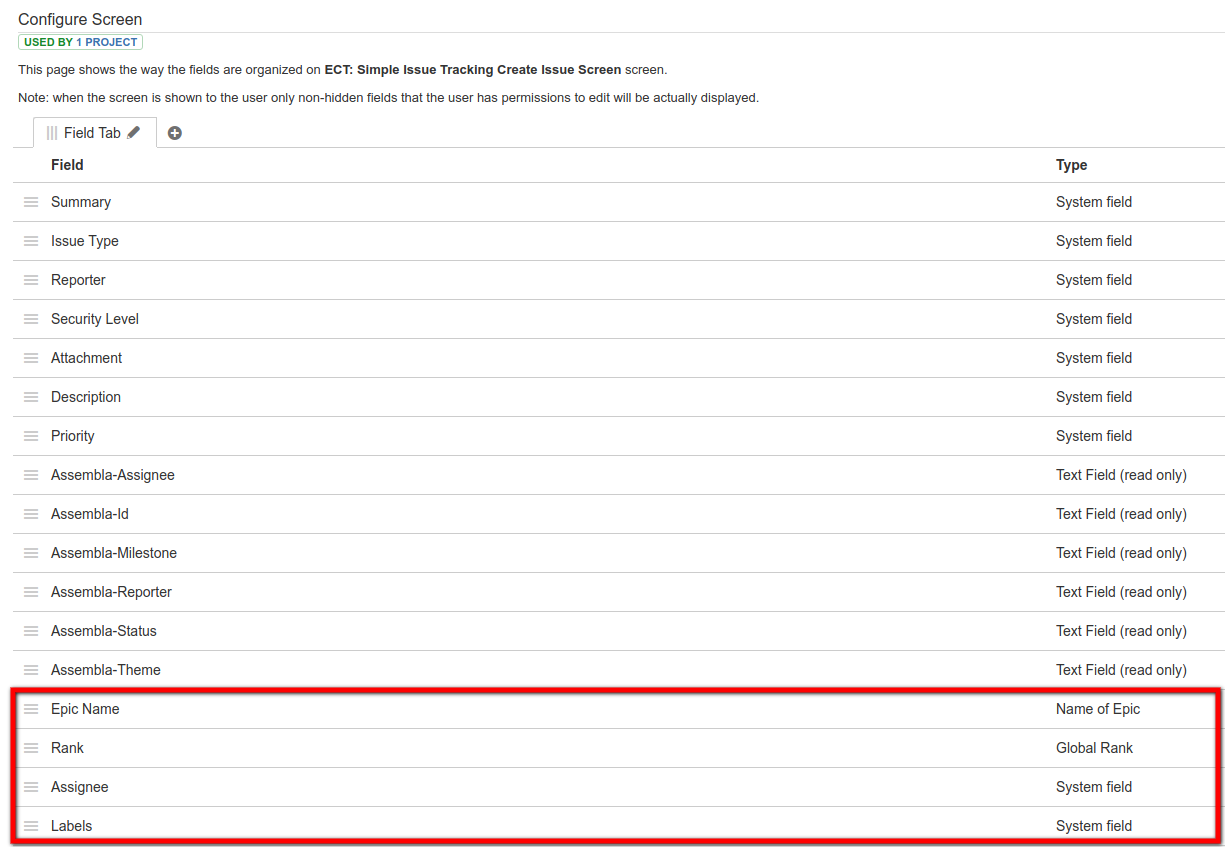 Configure Screen
USED BY 1 PROJECT
This page shows the way the fields are organized on ECT: Simple Issue Tracking Create Issue Screen screen.
Note: when the screen is shown to the user only non-hidden fields that the user has permissions to edit will be actually displayed.
Field Tab
Field Type
Summary System field
Issue Type System field
Reporter System field
Security Level System field
Attachment System field
Description System field
Priority System field
Assembla-Assignee Text Field (read only)
Assembla-Id Text Field (read only)
Assembla-Milestone Text Field (read only)
Assembla-Reporter Text Field (read only)
Assembla-Status Text Field (read only)
Assembla-Theme Text Field (read only)
Epic Name Name of Epic
Rank Global Rank
Assignee System field
Labels System field